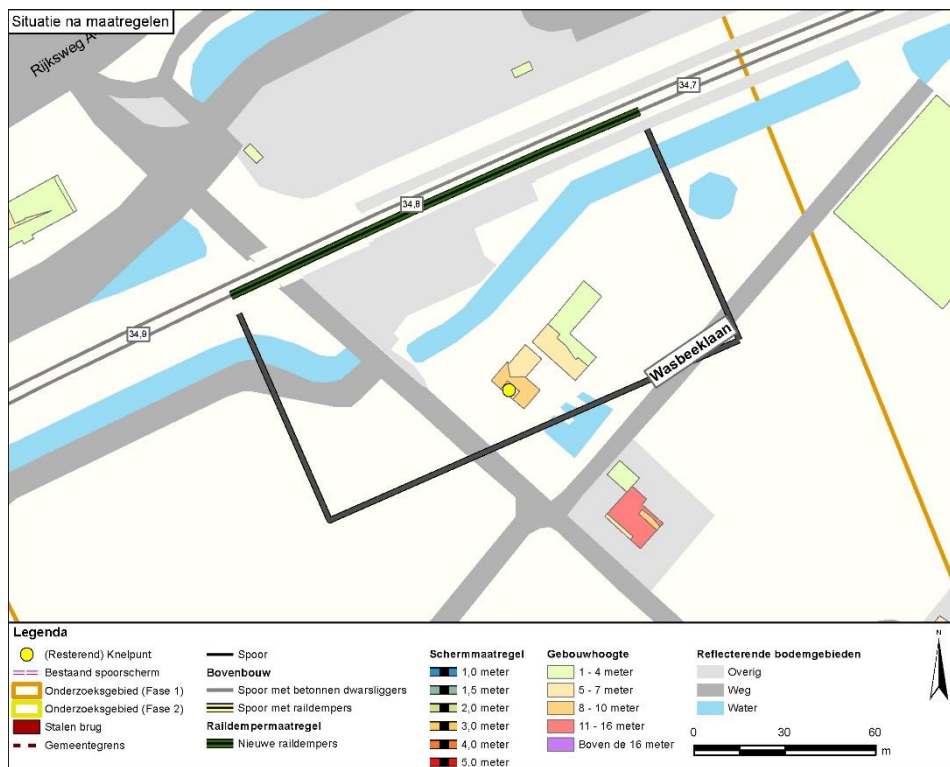 Situatie na maatregelen
Rijksweg A
34,7
34,8
34,9
Wasbeeklaan
Legenda
(Resterend) Knelpunt
Bestaand spoorscherm
Onderzoeksgebied (Fase 1)
Onderzoeksgebied (Fase 2)
Stalen brug
Gemeentegrens
Spoor
Bovenbouw
Spoor met betonnen dwarsliggers
Spoor met raildempers
Raildempermaatregel
Nieuwe raildempers
Schermmaatregel
1,0 meter
1,5 meter
2,0 meter
3,0 meter
4,0 meter
5,0 meter
Gebouwhoogte
1 - 4 meter
5 - 7 meter
8 - 10 meter
11 - 16 meter
Boven de 16 meter
Reflecterende bodemgebieden
Overig
Weg
Water
N
0 30 60
m